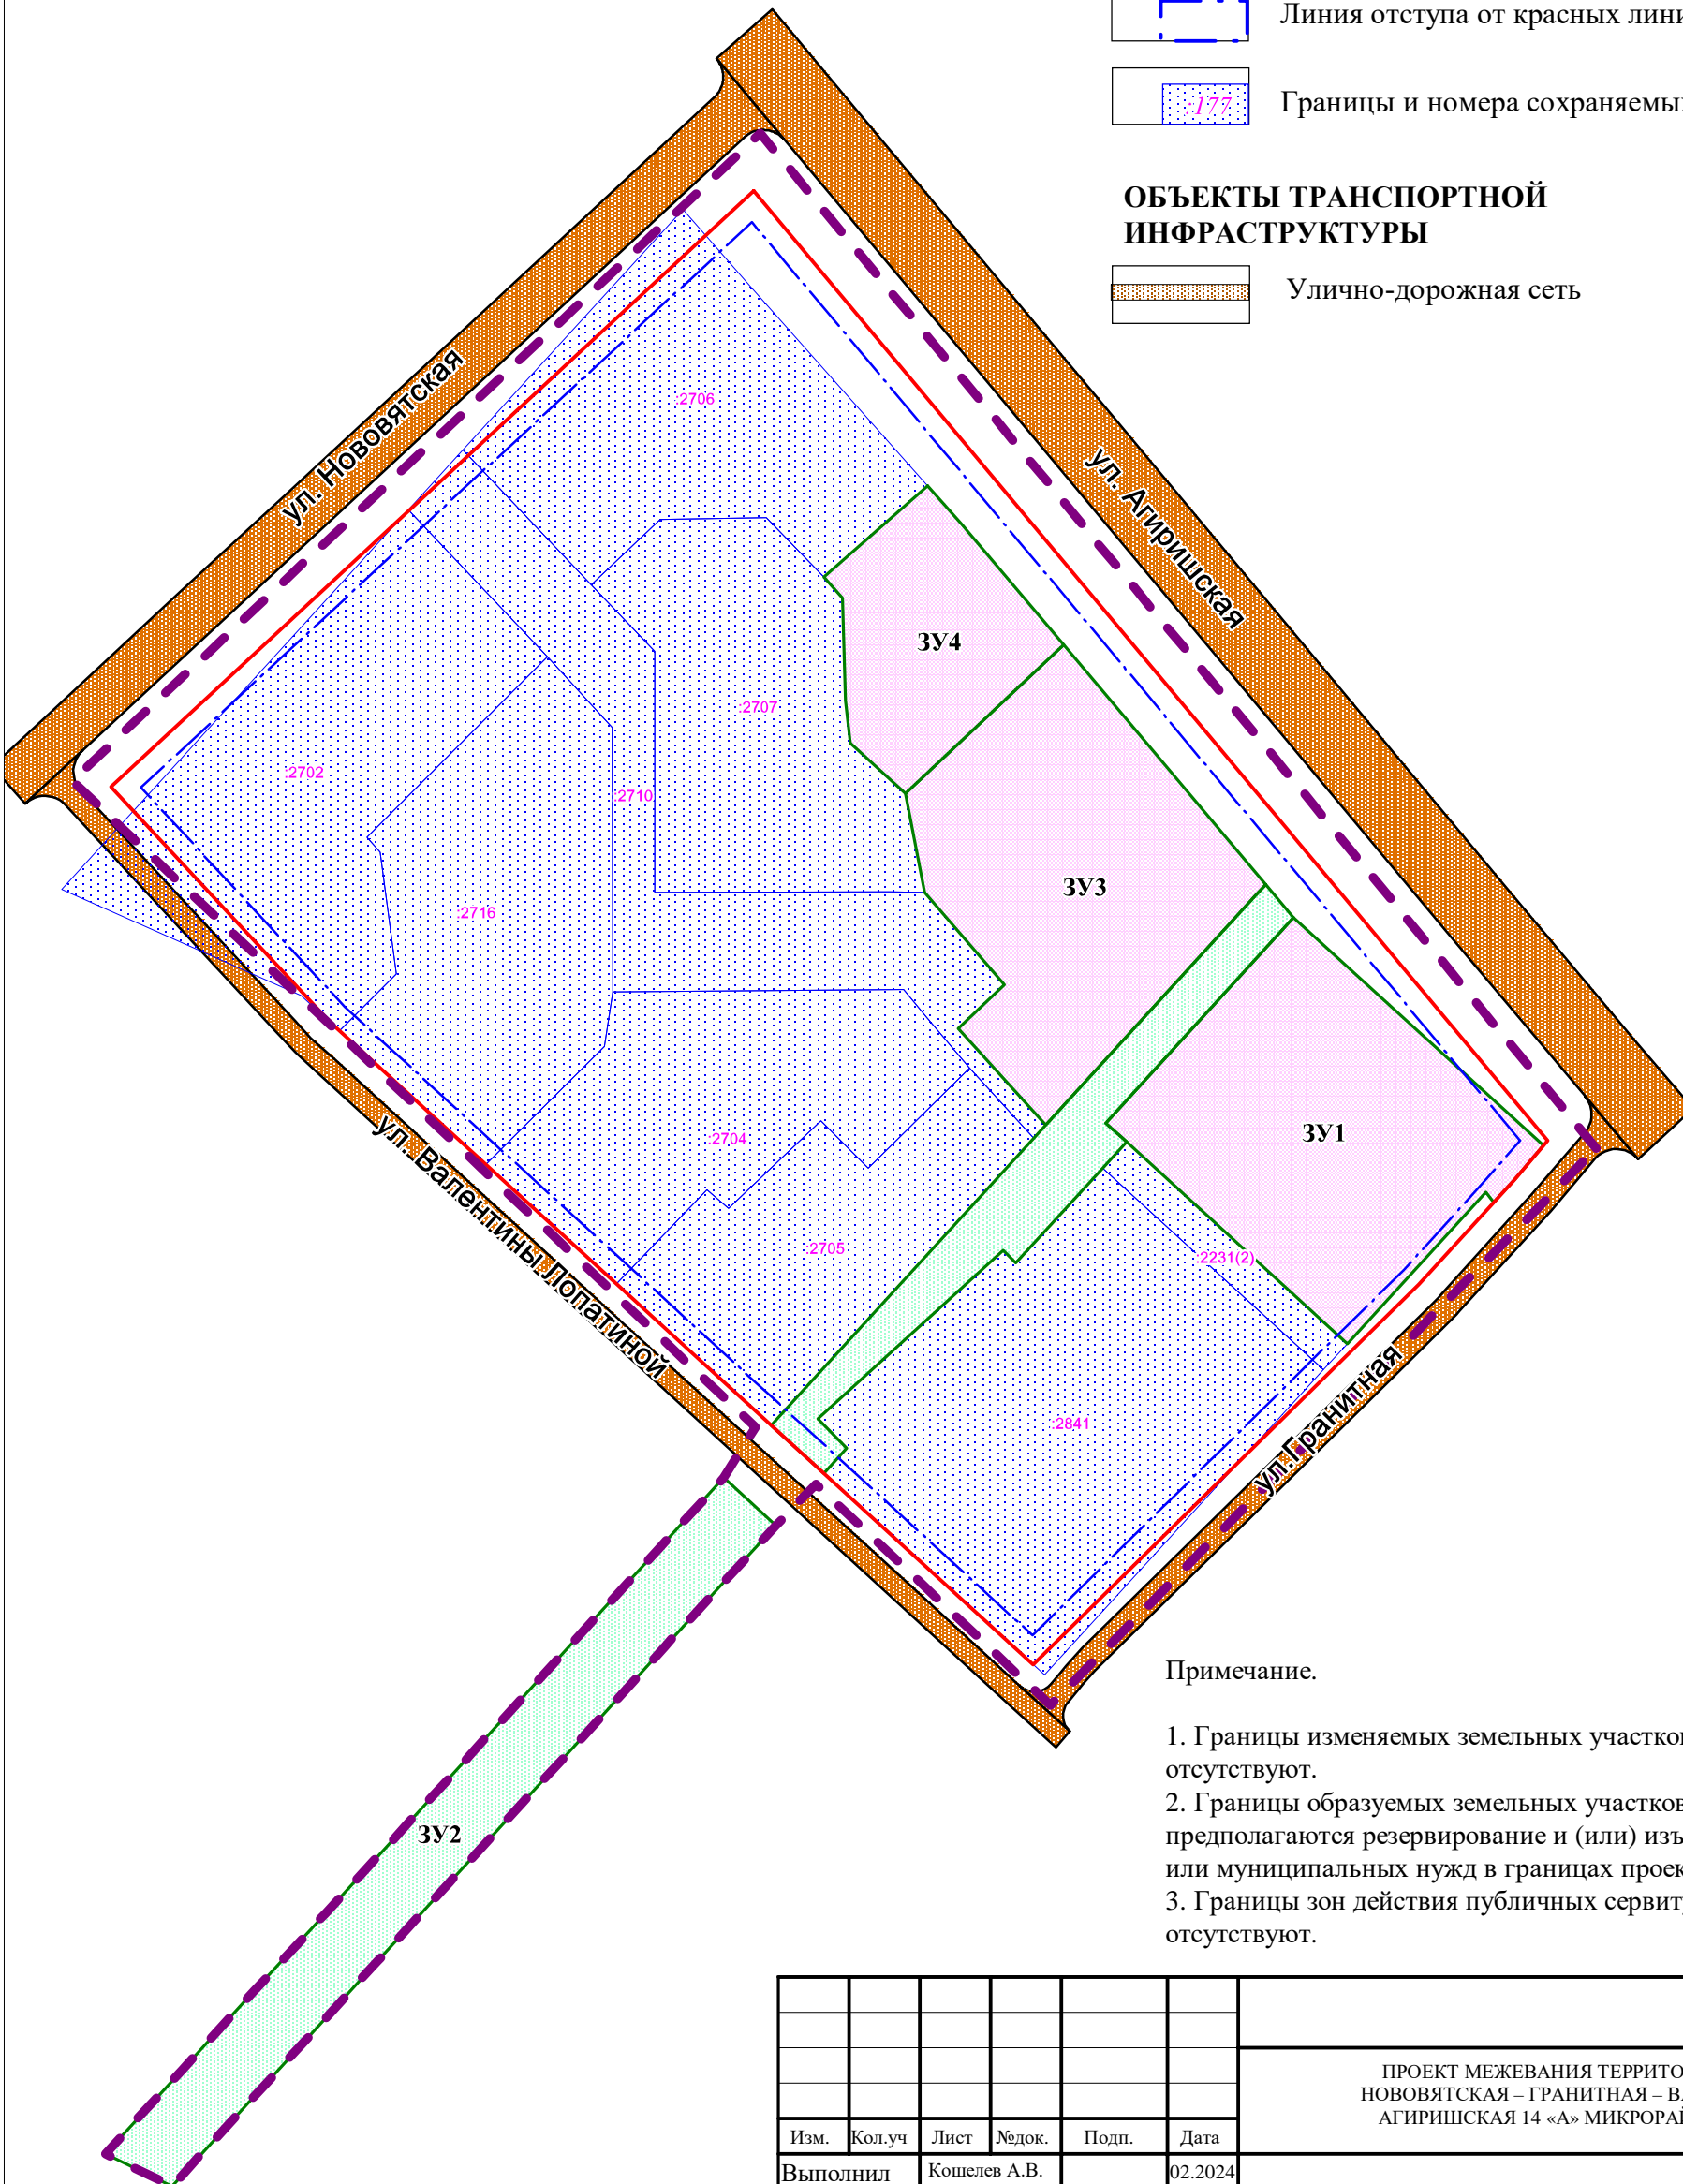 Линия отступа от красных лини
:177
Границы и номера сохраняемы
ОБЪЕКТЫ ТРАНСПОРТНОЙ
ИНФРАСТРУКТУРЫ
Улично-дорожная сеть
ул. Нововятская
ул. Агиришская
:2706
ЗУ4
:2707
:2702
:2710
ЗУ3
:2716
ЗУ1
:2704
ул. Валентины Лопатиной
:2705
:2231(2)
:2841
ул.Гранитная
ЗУ2
Примечание.
1. Границы изменяемых земельных участков
отсутствуют.
2. Границы образуемых земельных участков
предполагаются резервирование и (или) изъ
или муниципальных нужд в границах проек
3. Границы зон действия публичных сервит
отсутствуют.
ПРОЕКТ МЕЖЕВАНИЯ ТЕРРИТО
НОВОВЯТСКАЯ – ГРАНИТНАЯ – ВА
АГИРИШСКАЯ 14 «А» МИКРОРАЙ
Изм. Кол.уч Лист №док. Подп. Дата
Выполнил Кошелев А.В. 02.2024